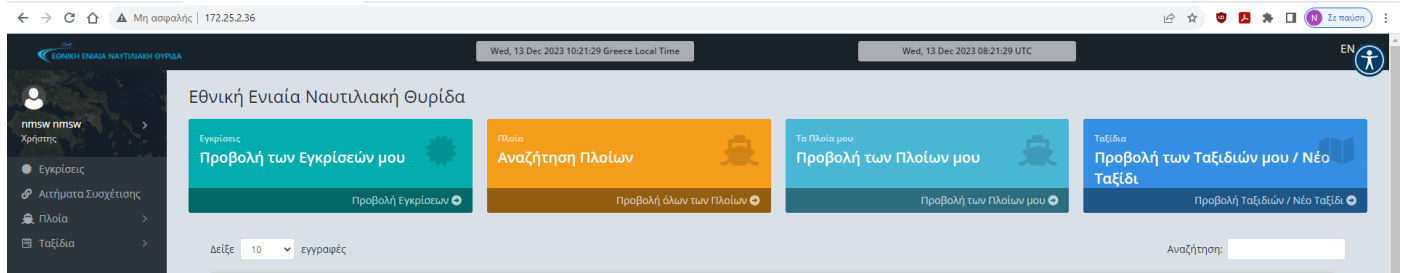 Μη ασφαλής | 172.25.2.36
N Σε παύση
ΕΘΝΙΚΗ ΕΝΙΑΙΑ ΝΑΥΤΙΛΙΑΚΗ ΘΥΡΙΔΑ
Wed, 13 Dec 2023 10:21:29 Greece Local Time
Wed, 13 Dec 2023 08:21:29 UTC
EN
nmsw nmsw
Χρήστης
Εγκρίσεις
Αιτήματα Συσχέτισης
Πλοία
Ταξίδια
Εθνική Ενιαία Ναυτιλιακή Θυρίδα
Εγκρίσεις
Προβολή των Εγκρίσεών μου
Προβολή Εγκρίσεων
Πλοία
Αναζήτηση Πλοίων
Προβολή όλων των Πλοίων
Τα Πλοία μου
Προβολή των Πλοίων μου
Προβολή των Πλοίων μου
Ταξίδια
Προβολή των Ταξιδιών μου / Νέο
Ταξίδι
Προβολή Ταξιδιών / Νέο Ταξίδι
Δείξε 10 εγγραφές
Αναζήτηση: